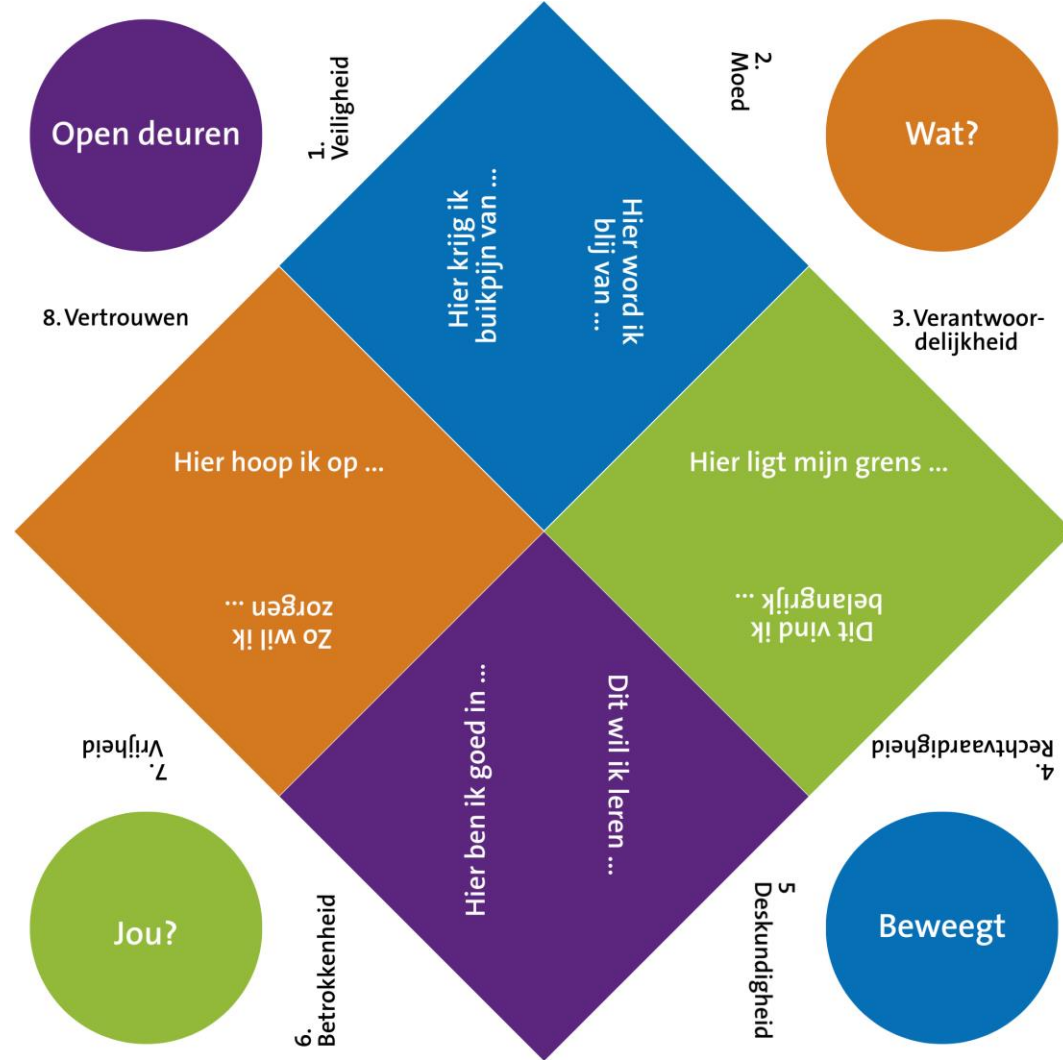 Open deuren
1.
Veiligheid
2.
Moed
Wat?
Hier krijg ik
buikpijn van ...
Hier word ik
blij van ...
8. Vertrouwen
3. Verantwoor-
delijkheid
Hier hoop ik op ...
Hier ligt mijn grens ...
Zo wil ik
zorgen ...
Dit vind ik
belangrijk ...
Hier ben ik goed in ...
Dit wil ik leren ...
7.
Vrijheid
4.
Rechtvaardigheid
Jou?
6.
Betrokkenheid
5
Deskundigheid
Beweegt